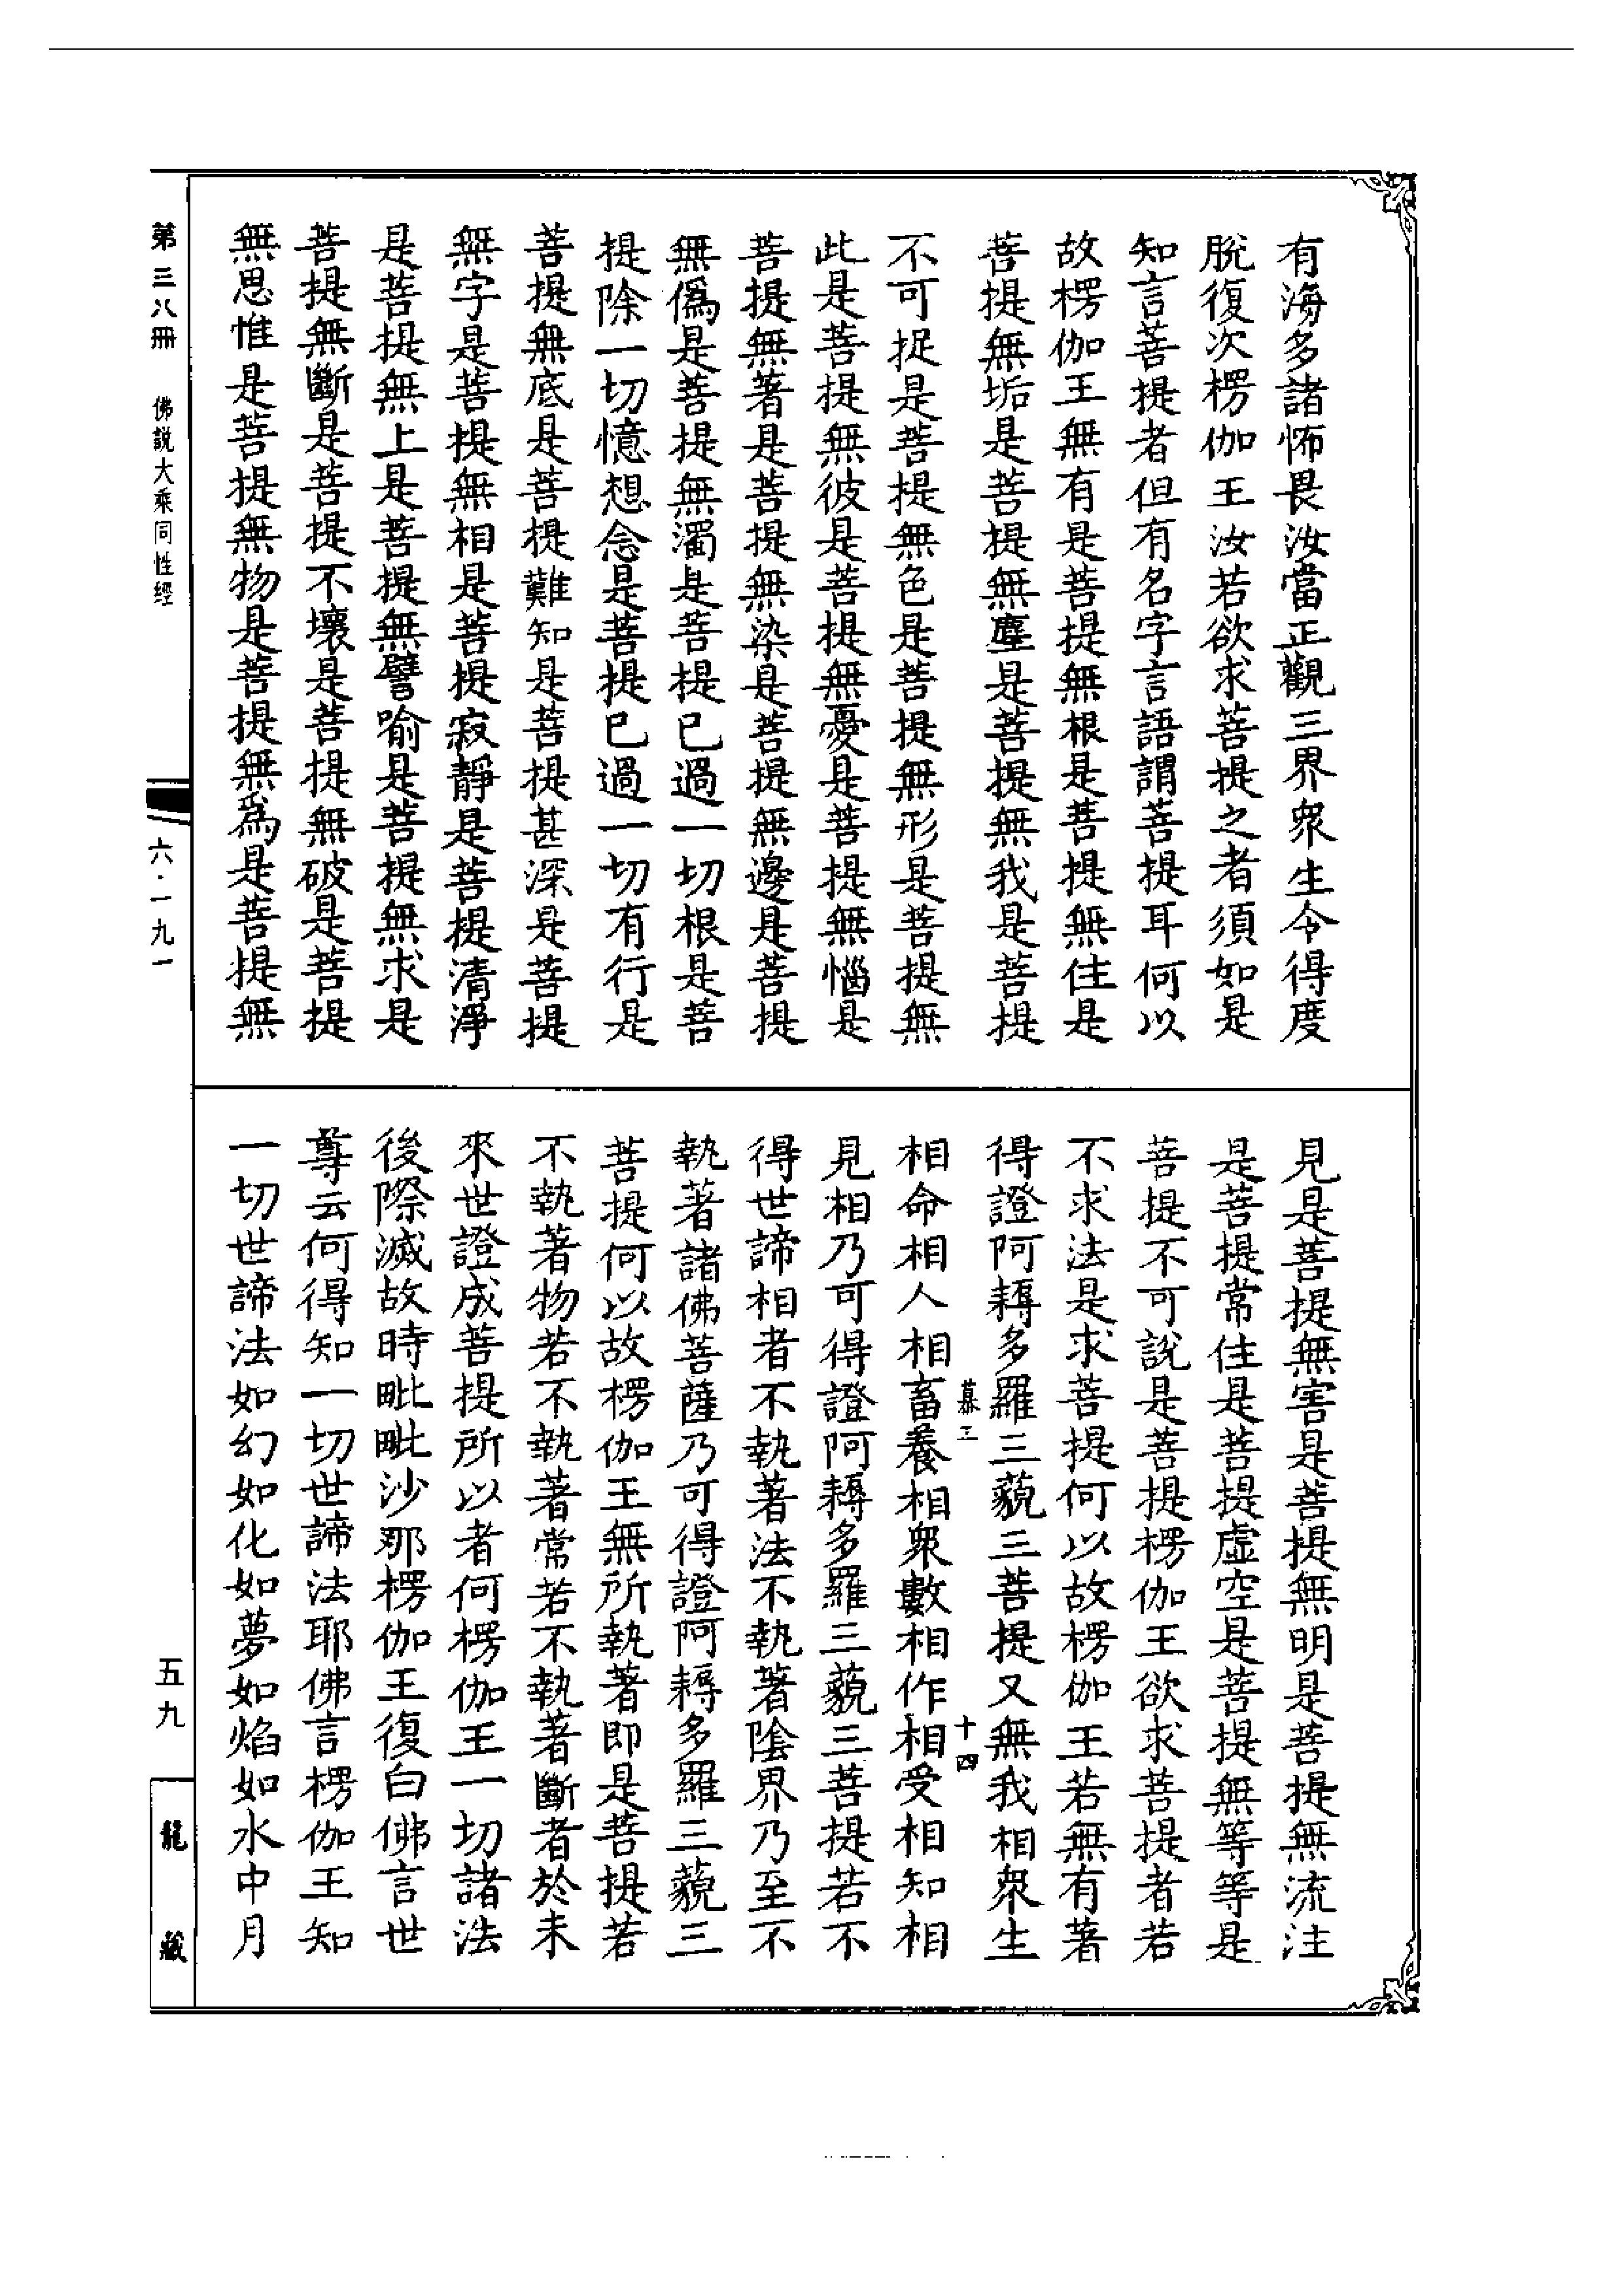 有海多諸怖畏汝當正觀三界衆生令得度
脫復次楞伽王汝若欲求菩提之者須如是
知言菩提者但有名字言語謂菩提耳何以
故楞伽王無有是菩提無根是菩提無住是
菩提無垢是菩提無塵是菩提無我是菩提
不可捉是菩提無色是菩提無形是菩提無
此是菩提無彼是菩提無憂是菩提無惱是
菩提無著是菩提無染是菩提無邊是菩提
無僞是菩提無濁是菩提已過一切根是菩
提除一切憶想念是菩提已過一切有行是
菩提無底是菩提難知是菩提甚深是菩提
無字是菩提無相是菩提寂靜是菩提清淨
是菩提無上是菩提無譬喻是菩提無求是
菩提無斷是菩提不壞是菩提無破是菩提
無思惟是菩提無物是菩提無爲是菩提無
見是菩提無害是菩提無明是菩提無流注
是菩提常住是菩提虛空是菩提無等等是
菩提不可說是菩提楞伽王欲求菩提者若
不求法是求菩提何以故楞伽王若無有著
得證阿耨多羅三藐三菩提又無我相衆生
慕三
十四
相命相人相畜養相衆數相作相受相知相
見相乃可得證阿耨多羅三藐三菩提若不
得世諦相者不執著法不執著陰界乃至不
執著諸佛菩薩乃可得證阿耨多羅三藐三
菩提何以故楞伽王無所執著即是菩提若
不執著物若不執著常若不執著斷者於未
來世證成菩提所以者何楞伽王一切諸法
後際滅故時毗毗沙那楞伽王復白佛言世
尊云何得知一切世諦法耶佛言楞伽王知
一切世諦法如幻如化如夢如焰如水中月
第三八冊 佛説大乘同性經
六·一九一
五九
龍藏